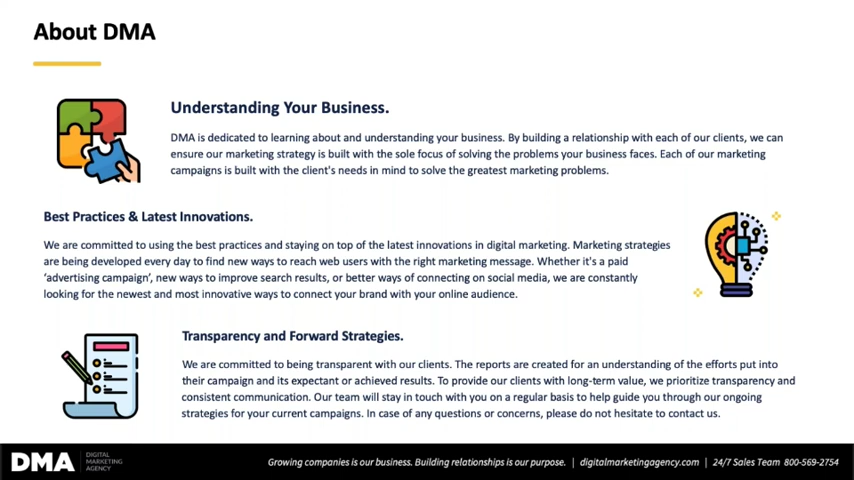 About DMA
Understanding Your Business.
DMA is dedicated to learning about and understanding your business. By building a relationship with each of our clients, we can
ensure our marketing strategy is built with the sole focus of solving the problems your business faces. Each of our marketing
campaigns is built with the client's needs in mind to solve the greatest marketing problems.
Best Practices & Latest Innovations.
We are committed to using the best practices and staying on top of the latest innovations in digital marketing. Marketing strategies
are being developed every day to find new ways to reach web users with the right marketing message. Whether it's a paid
‘advertising campaign’, new ways to improve search results, or better ways of connecting on social media, we are constantly
looking for the newest and most innovative ways to connect your brand with your online audience.
Transparency and Forward Strategies.
We are committed to being transparent with our clients. The reports are created for an understanding of the efforts put into
their campaign and its expectant or achieved results. To provide our clients with long-term value, we prioritize transparency and
consistent communication. Our team will stay in touch with you on a regular basis to help guide you through our ongoing
strategies for your current campaigns. In case of any questions or concerns, please do not hesitate to contact us.
DMA
DIGITAL
MARKETING
AGENCY
Growing companies is our business. Building relationships is our purpose. | digitalmarketingagency.com | 24/7 Sales Team 800-569-2754